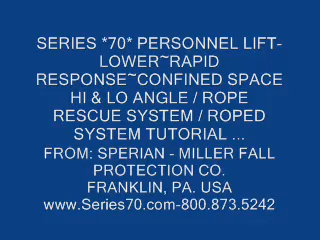 SERIES *70* PERSONNEL LIFT-
LOWER~RAPID
RESPONSE~CONFINED SPACE
HI & LO ANGLE / ROPE
RESCUE SYSTEM / ROPED
SYSTEM TUTORIAL ...
FROM: SPERIAN - MILLER FALL
PROTECTION CO.
FRANKLIN, PA. USA
www.Series70.com-800.873.5242